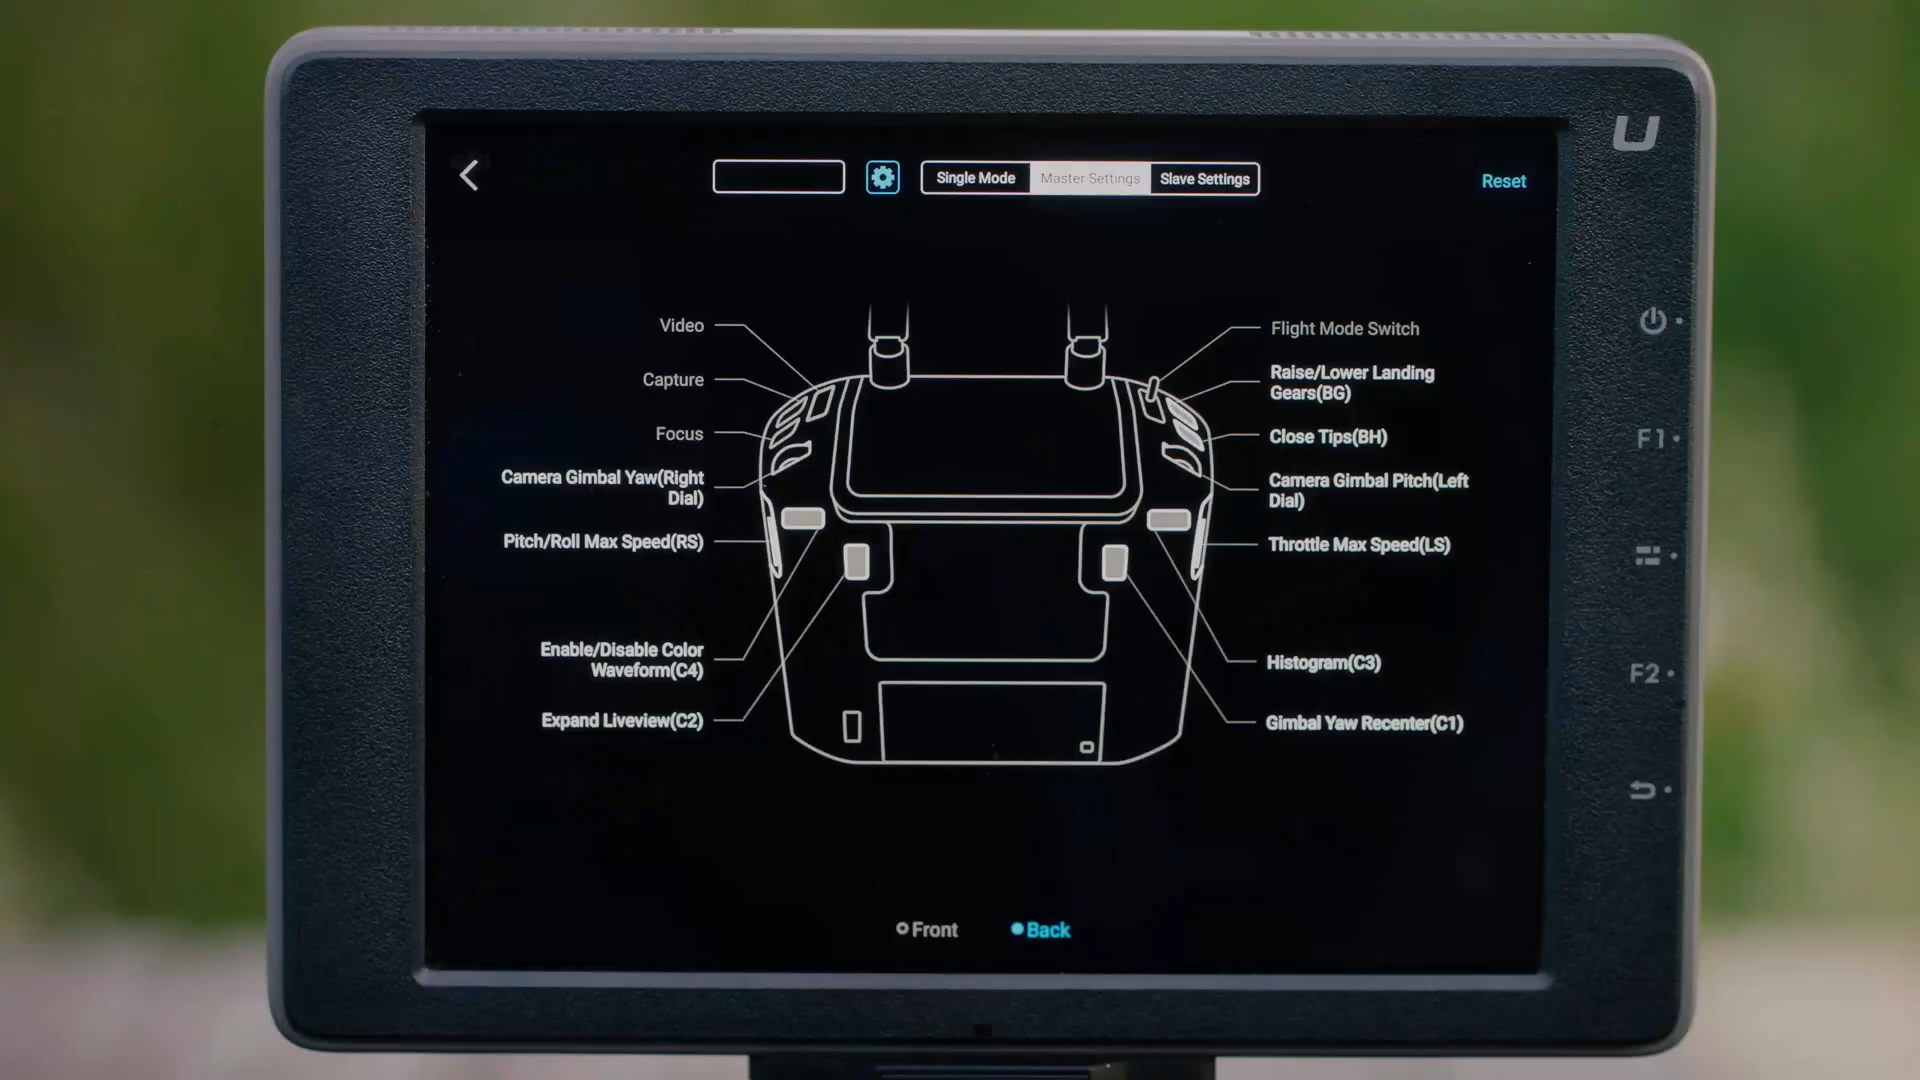 Single Mode Master Settings Slave Settings
Reset
Video
Capture
Focus
Camera Gimbal Yaw(Right
Dial)
Pitch/Roll Max Speed(RS)
Enable/Disable Color
Waveform(C4)
Expand Liveview(C2)
Flight Mode Switch
Raise/Lower Landing
Gears(BG)
Close Tips(BH)
Camera Gimbal Pitch(Left
Dial)
Throttle Max Speed(LS)
Histogram(C3)
Gimbal Yaw Recenter(C1)
Front Back
U
F1
F2